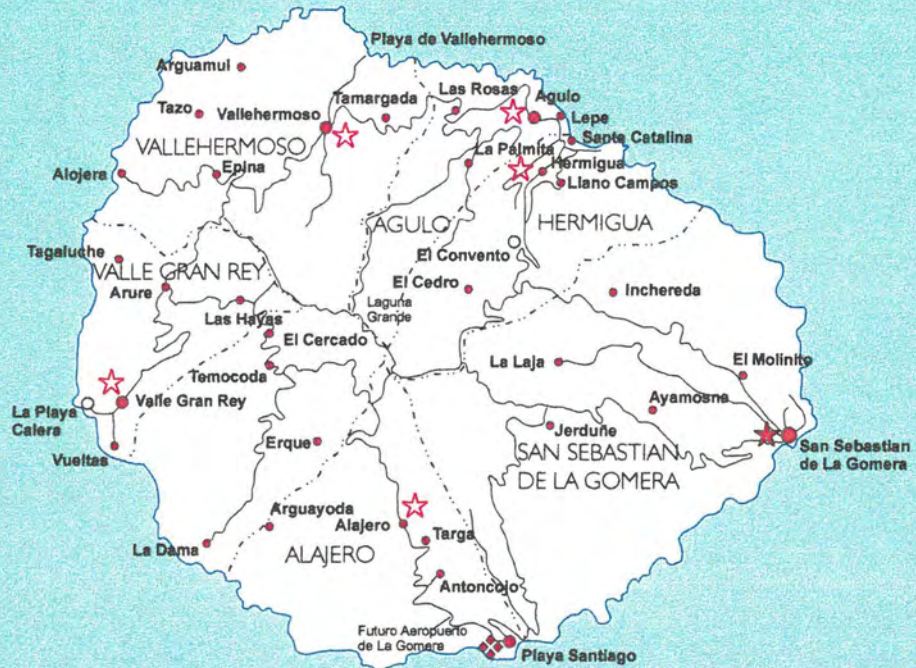 Playa de Vallehermoso
Arguamul
Las Rosas
Agulo
Tazo
Vallehermoso
Tamargada
Lepe
Santa Catalina
VALLEHERMOSO
La Palmita
Hermigua
Alojera
Epina
Llano Campos
AGULO
HERMIGUA
Tagaluche
El Convento
VALLE GRAN REY
Arure
El Cedro
Inchereda
Las Hayas
Laguna
Grande
El Cercado
La Laja
El Molinito
Temocoda
Valle Gran Rey
La Playa
Calera
Ayamosna
Jerduñe
Erque
San Sebastian
de La Gomera
Vueltas
SAN SEBASTIAN
DE LA GOMERA
Arguayoda
Alajero
Targa
La Dama
ALAJERO
Antoncojo
Futuro Aeropuerto
de La Gomera
Playa Santiago